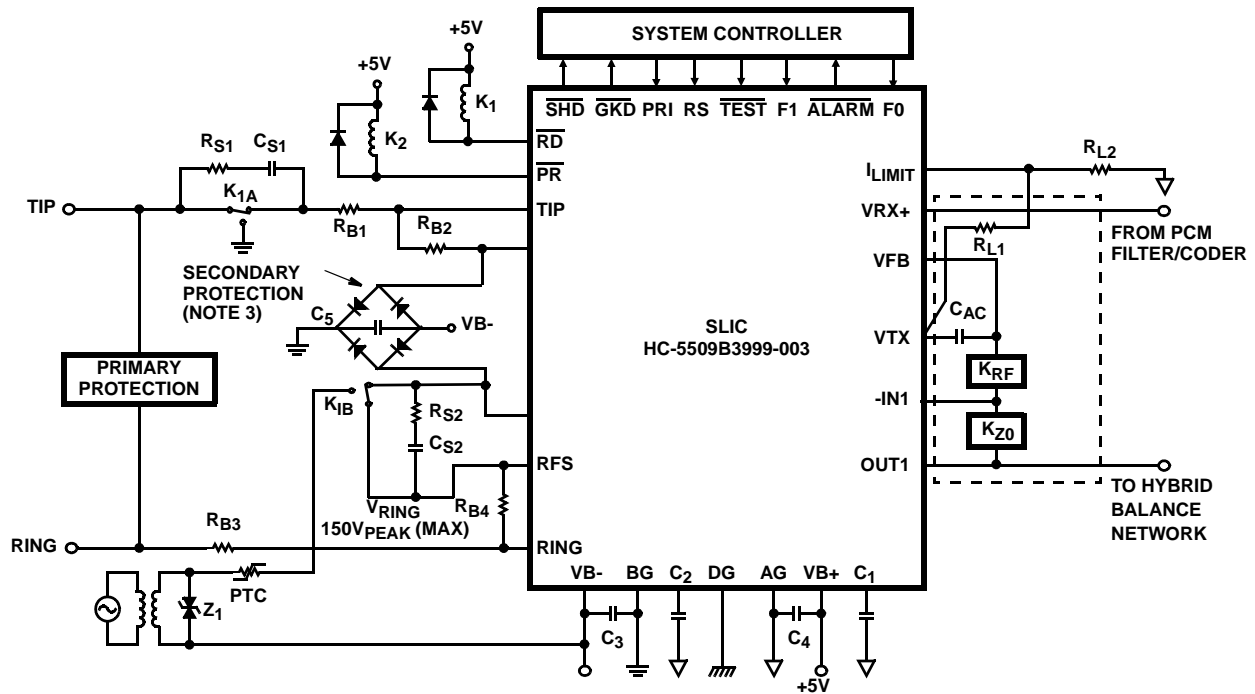 SYSTEM CONTROLLER
+5V
+5V
K1
K2
SHD GKD PRI RS TEST F1 ALARM F0
RD
PR
RS1 CS1
K1A
TIP
TIP
RB1
RB2
ILIMIT
RL2
VRX+
FROM PCM
FILTER/CODER
RL1
VFB
CAC
VTX
SECONDARY
PROTECTION
(NOTE 3)
C5
VB-
SLIC
HC-5509B3999-003
PRIMARY
PROTECTION
KRF
-IN1
KZ0
OUT1
TO HYBRID
BALANCE
NETWORK
KIB
RS2
CS2
RFS
VRING
150VPEAK (MAX)
RB4
RB3
RING
RING
VB- BG C2 DG AG VB+ C1
PTC
Z1
C3
C4
+5V